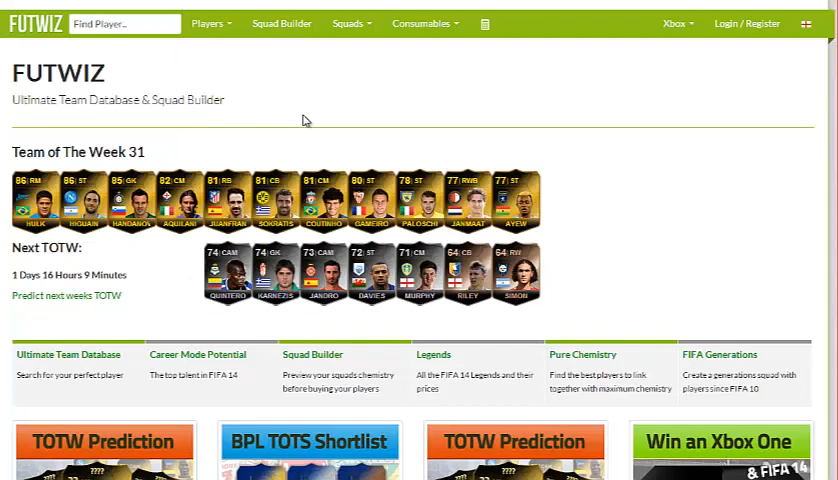 FUTWIZ Find Player.. Players Squad Builder Squads Consumables Xbox Login / Register
FUTWIZ
Ultimate Team Database & Squad Builder
Team of The Week 31
86 RM 86 ST 85 GK 82 CM 81 RB 81 CB 81 CM 80 ST 78 ST 77 RWB 77 ST
HULK HIGUAIN HANDANOV AQUILANI JUANFRAN SOKRATIS COUTINHO GAMEIRO PALOSCHI JANMAAT AYEW
Next TOTW:
1 Days 16 Hours 9 Minutes
Predict next weeks TOTW
74 CAM 74 GK 73 CAM 72 ST 71 CM 64 CB 64 RW
QUINTERO KARNEZIS JANDRO DAVIES MURPHY RILEY SIMON
Ultimate Team Database Career Mode Potential Squad Builder Legends Pure Chemistry FIFA Generations
Search for your perfect player The top talent in FIFA 14 Preview your squads chemistry All the FIFA 14 Legends and their Find the best players to link Create a generations squad with
before buying your players prices together with maximum chemistry players since FIFA 10
TOTW Prediction BPL TOTS Shortlist TOTW Prediction Win an Xbox One
???? ???? & FIFA 14